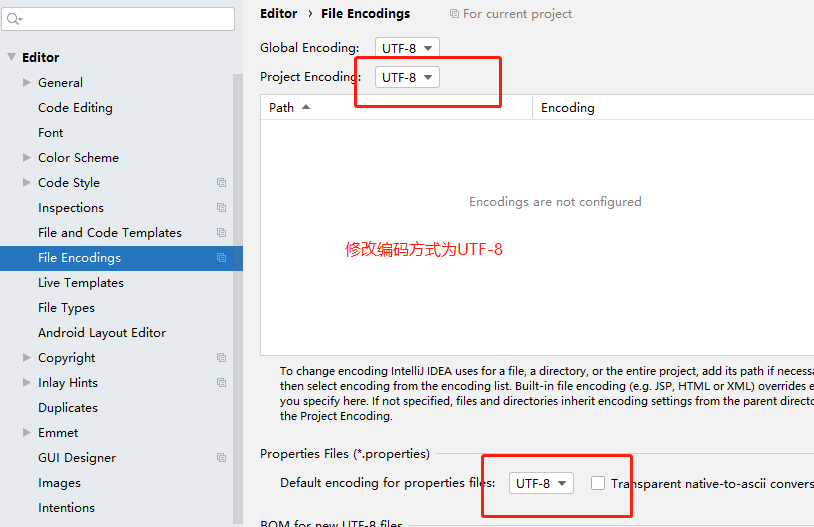 Editor › File Encodings
For current project
Editor
General
Code Editing
Font
Color Scheme
Code Style
Inspections
File and Code Templates
File Encodings
Live Templates
File Types
Android Layout Editor
Copyright
Inlay Hints
Duplicates
Emmet
GUI Designer
Images
Intentions
Global Encoding: UTF-8
Project Encoding: UTF-8
Path
Encoding
Encodings are not configured
修改编码方式为UTF-8
To change encoding IntelliJ IDEA uses for a file, a directory, or the entire project, add its path if necessa
then select encoding from the encoding list. Built-in file encoding (e.g. JSP, HTML or XML) overrides e
you specify here. If not specified, files and directories inherit encoding settings from the parent direct
the Project Encoding.
Properties Files (*.properties)
Default encoding for properties files: UTF-8
Transparent native-to-ascii convers
BOM for new UTF-8 files